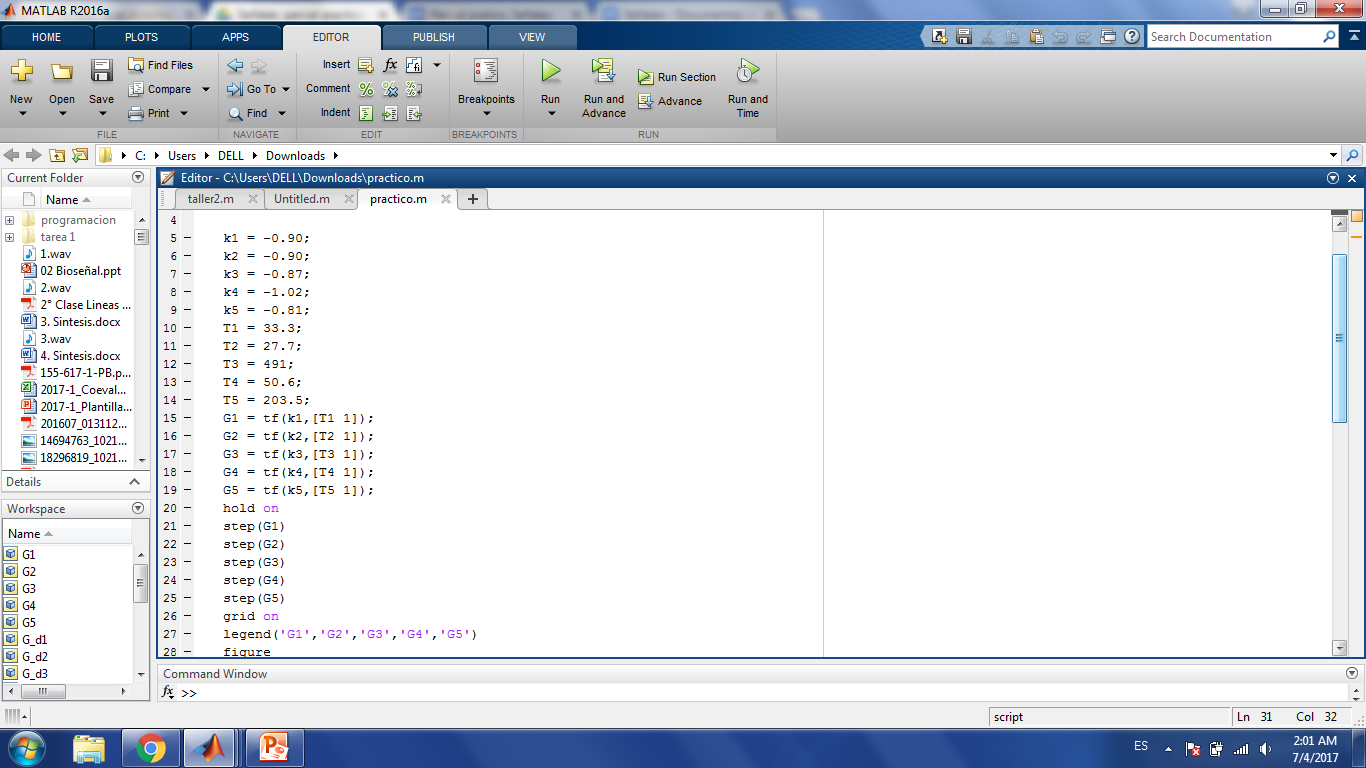 MATLAB R2016a
HOME PLOTS APPS EDITOR PUBLISH VIEW
Search Documentation
New Open Save Find Files Compare Print
FILE
Go To Find
NAVIGATE
Insert fx
Comment
Indent
EDIT
Breakpoints
BREAKPOINTS
Run Run and Advance Run Section Advance Run and Time
RUN
C: Users DELL Downloads
Current Folder
Name
programacion
tarea 1
1.wav
02 Bioseñal.ppt
2.wav
2° Clase Lineas ...
3. Sintesis.docx
3.wav
4. Sintesis.docx
155-617-1-PB.p...
2017-1_Coeval...
2017-1_Plantilla...
201607_013112...
14694763_1021...
18296819_1021...
Details
Workspace
Name
G1
G2
G3
G4
G5
G_d1
G_d2
G_d3
Editor - C:\Users\DELL\Downloads\practico.m
taller2.m Untitled.m practico.m
4
5 k1 = -0.90;
6 k2 = -0.90;
7 k3 = -0.87;
8 k4 = -1.02;
9 k5 = -0.81;
10 T1 = 33.3;
11 T2 = 27.7;
12 T3 = 491;
13 T4 = 50.6;
14 T5 = 203.5;
15 G1 = tf(k1,[T1 1]);
16 G2 = tf(k2,[T2 1]);
17 G3 = tf(k3,[T3 1]);
18 G4 = tf(k4,[T4 1]);
19 G5 = tf(k5,[T5 1]);
20 hold on
21 step(G1)
22 step(G2)
23 step(G3)
24 step(G4)
25 step(G5)
26 grid on
27 legend('G1','G2','G3','G4','G5')
28 figure
Command Window
fx >>
script Ln 31 Col 32
ES 2:01 AM
7/4/2017